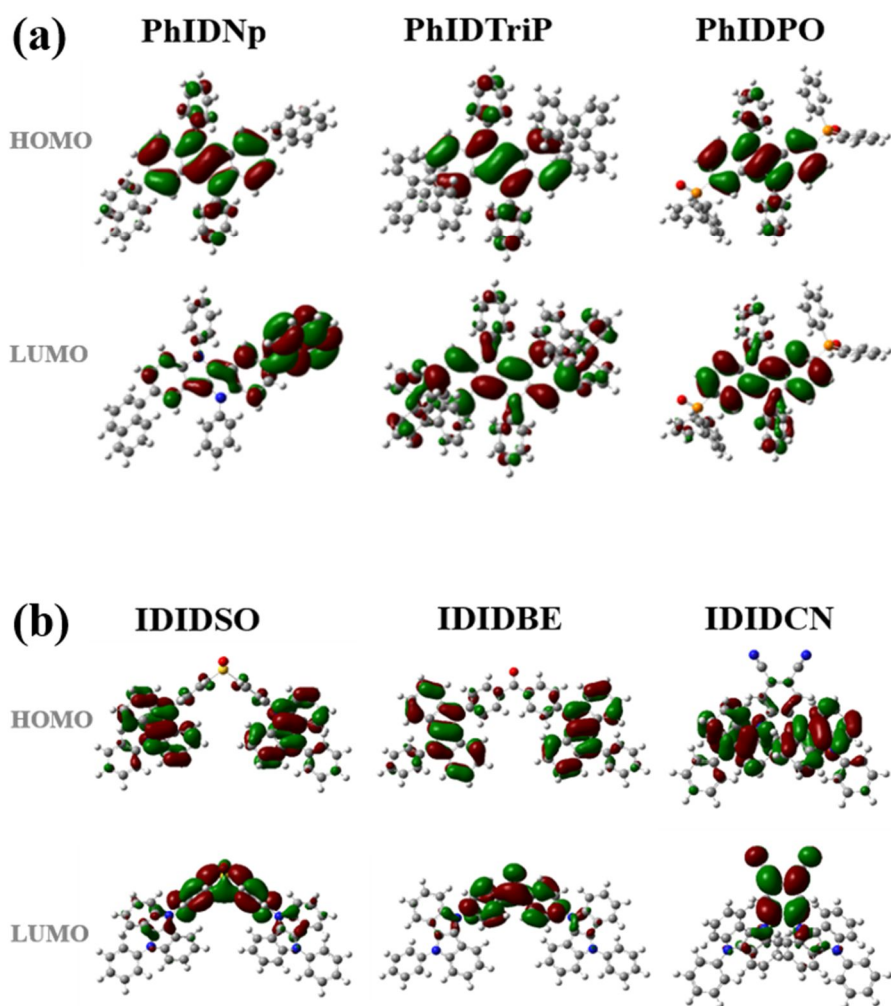 (a)
PhIDNp PhIDTriP PhIDPO
HOMO
LUMO
(b)
IDIDSO IDIDBE IDIDCN
HOMO
LUMO